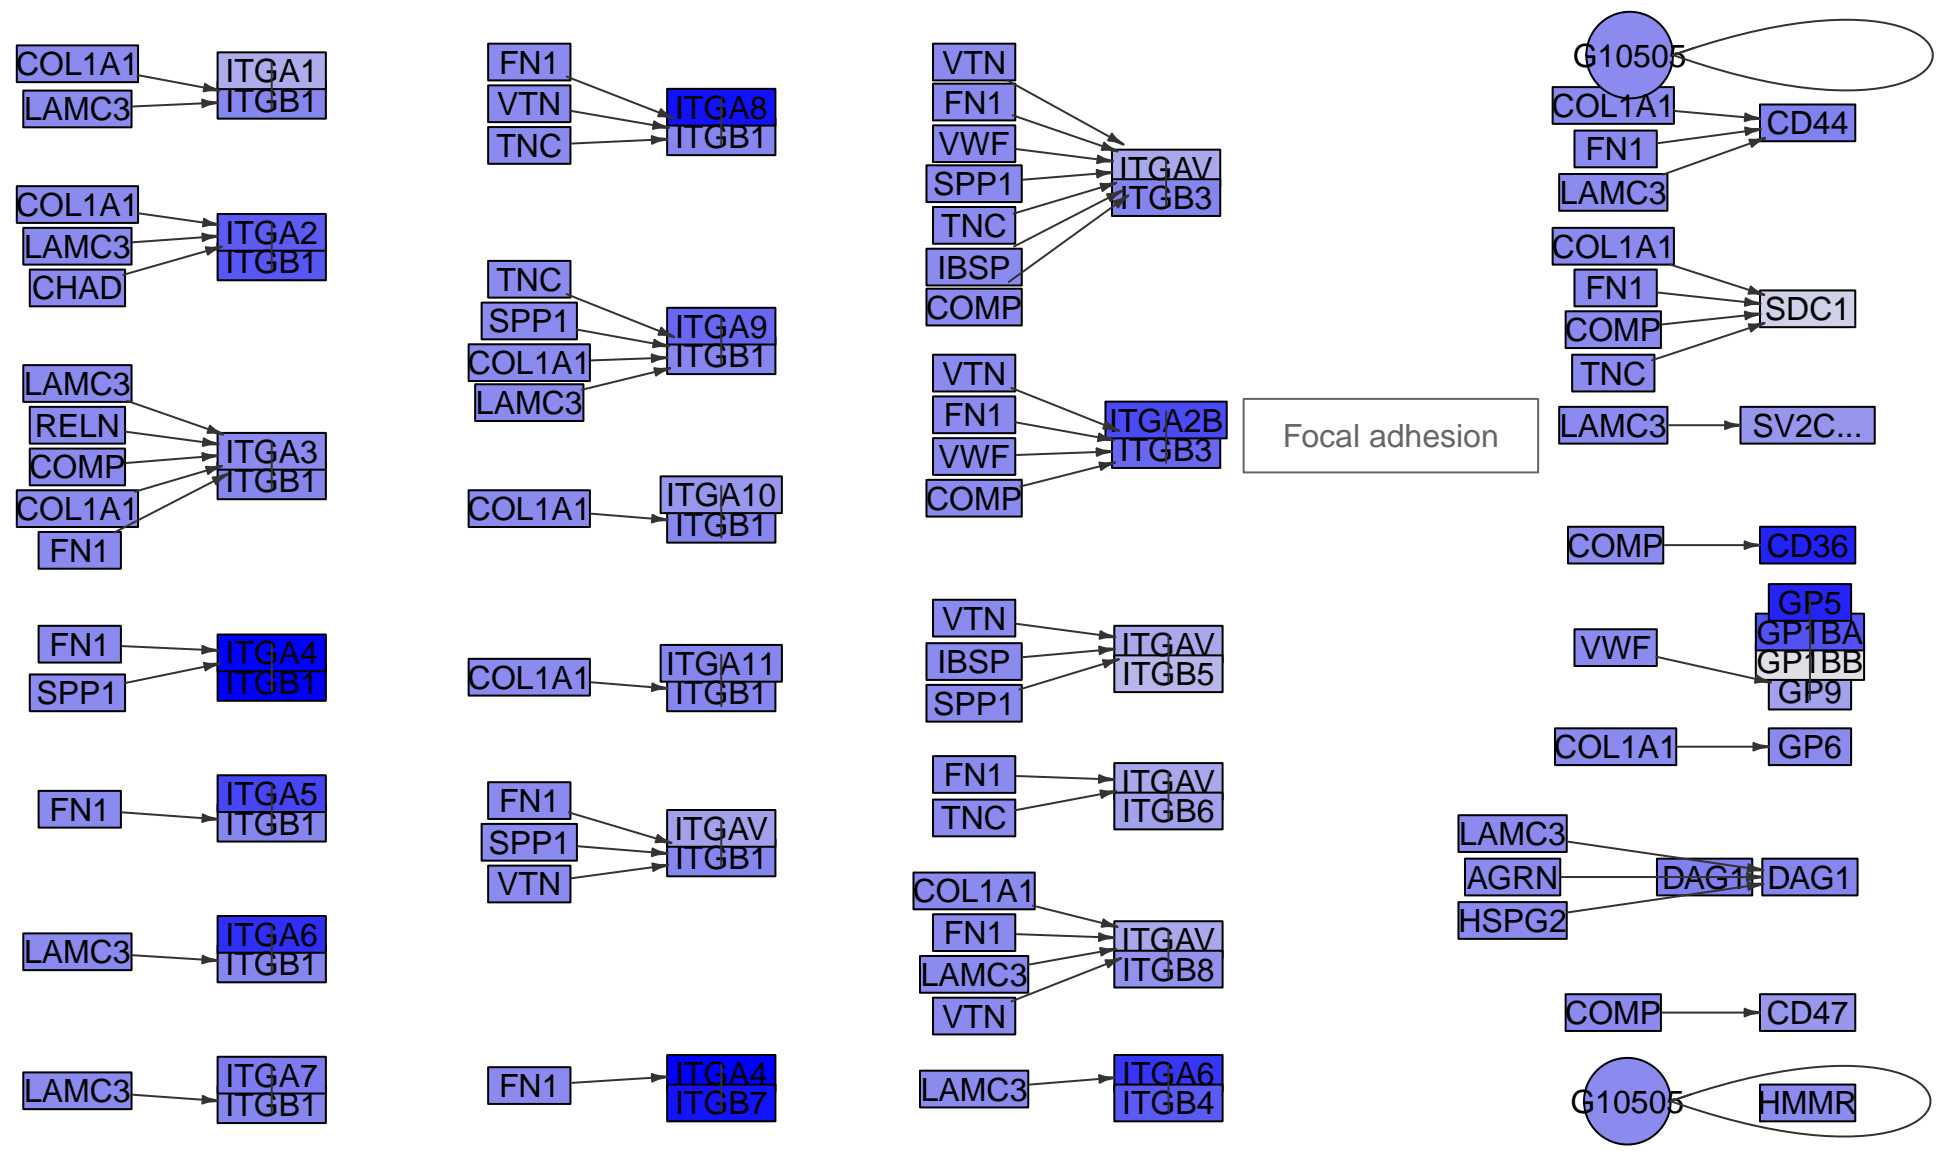 COL1A1
LAMC3
ITGA1
ITGB1
COL1A1
LAMC3
CHAD
ITGA2
ITGB1
LAMC3
RELN
COMP
COL1A1
FN1
ITGA3
ITGB1
FN1
SPP1
ITGA4
ITGB1
FN1
ITGA5
ITGB1
LAMC3
ITGA6
ITGB1
LAMC3
ITGA7
ITGB1
FN1
VTN
TNC
ITGA8
ITGB1
TNC
SPP1
COL1A1
LAMC3
ITGA9
ITGB1
COL1A1
ITGA10
ITGB1
COL1A1
ITGA11
ITGB1
FN1
SPP1
VTN
ITGAV
ITGB1
FN1
ITGA4
ITGB7
VTN
FN1
VWF
SPP1
TNC
IBSP
COMP
ITGAV
ITGB3
VTN
FN1
VWF
COMP
ITGA2B
ITGB3
Focal adhesion
VTN
IBSP
SPP1
ITGAV
ITGB5
FN1
TNC
ITGAV
ITGB6
COL1A1
FN1
LAMC3
VTN
ITGAV
ITGB8
LAMC3
ITGA6
ITGB4
G10505
COL1A1
FN1
LAMC3
CD44
COL1A1
FN1
COMP
TNC
SDC1
LAMC3
SV2C...
COMP
CD36
VWF
GP5
GP1BA
GP1BB
GP9
COL1A1
GP6
LAMC3
AGRN
HSPG2
DAG1
DAG1
COMP
CD47
G10505
HMMR